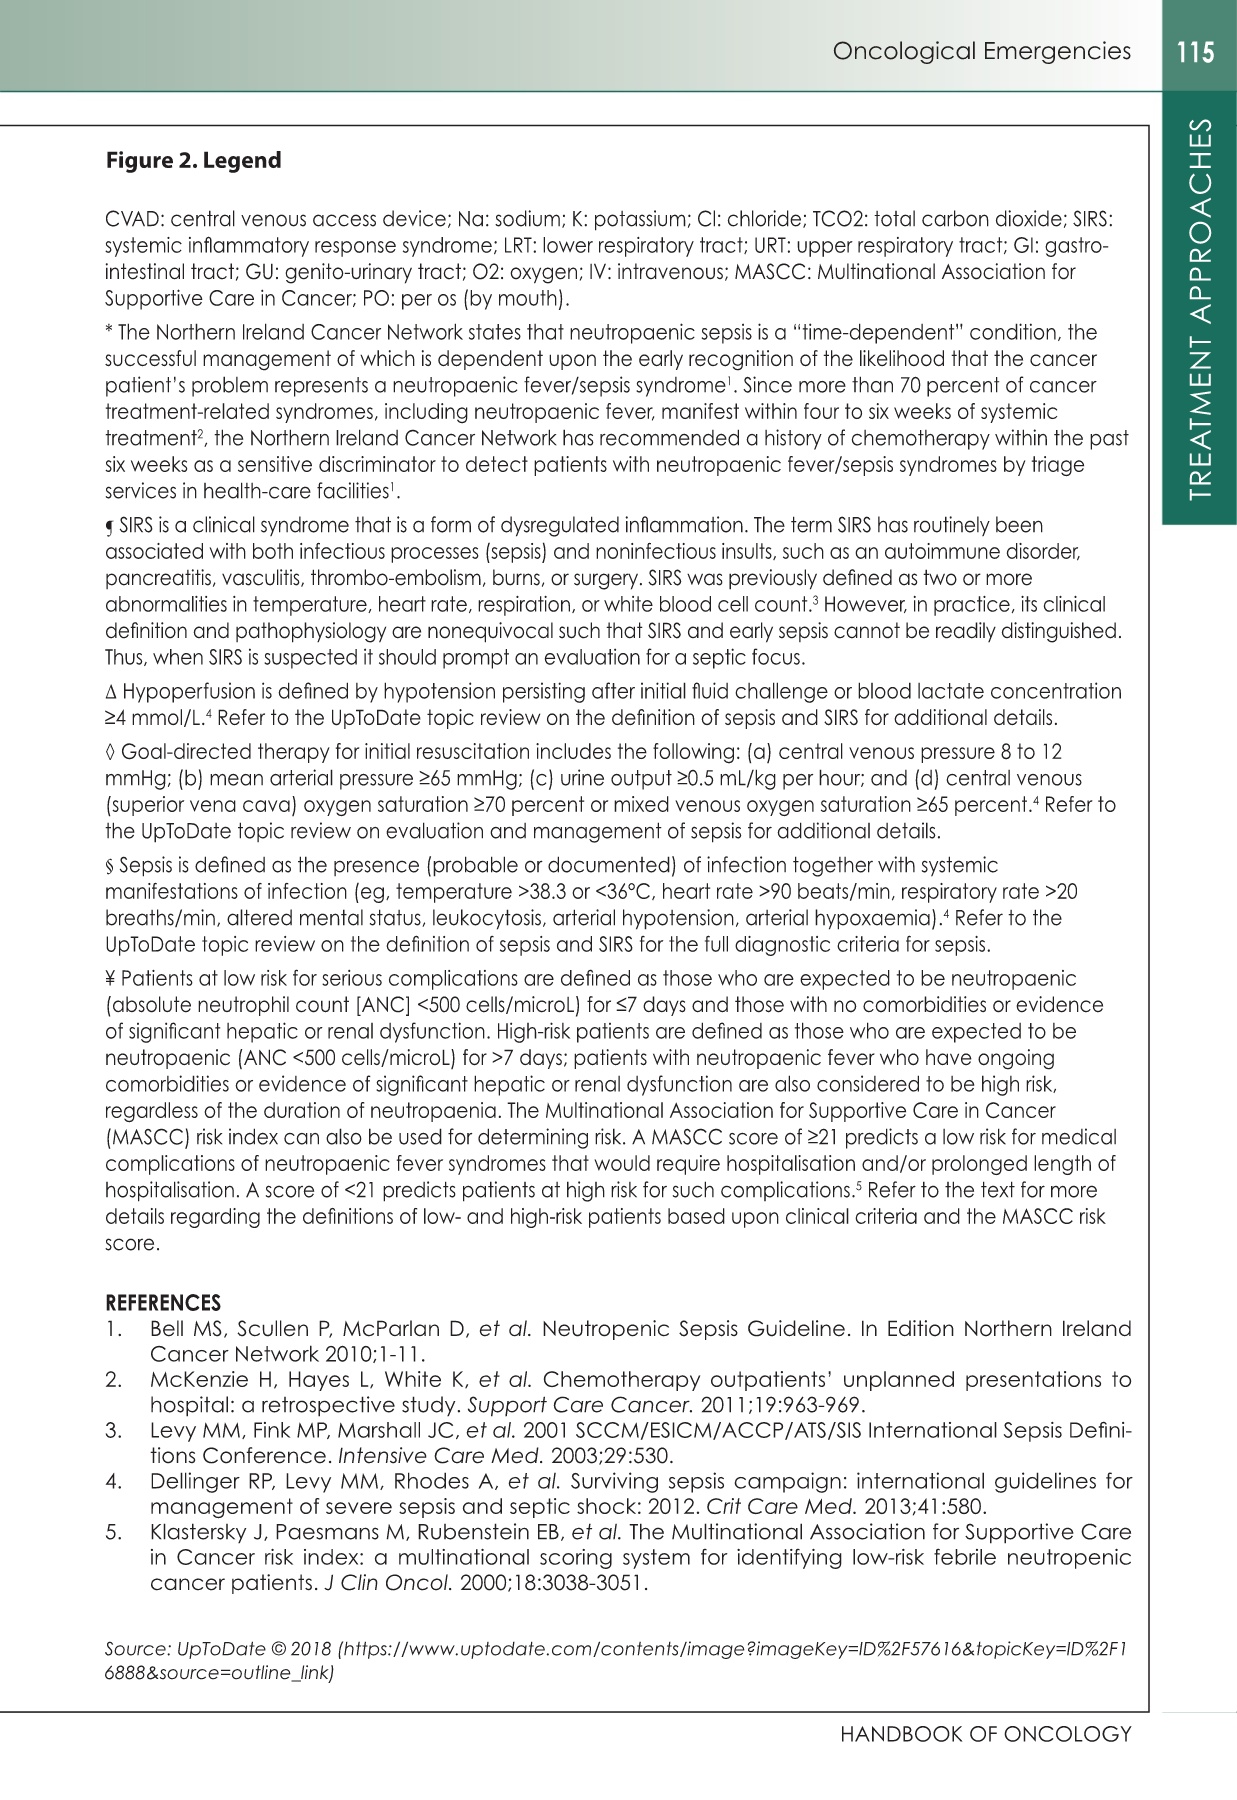 Oncological Emergencies
115
TREATMENT APPROACHES
Figure 2. Legend
CVAD: central venous access device; Na: sodium; K: potassium; Cl: chloride; TCO2: total carbon dioxide; SIRS:
systemic inflammatory response syndrome; LRT: lower respiratory tract; URT: upper respiratory tract; GI: gastro-
intestinal tract; GU: genito-urinary tract; O2: oxygen; IV: intravenous; MASCC: Multinational Association for
Supportive Care in Cancer; PO: per os (by mouth).
* The Northern Ireland Cancer Network states that neutropaenic sepsis is a “time-dependent” condition, the
successful management of which is dependent upon the early recognition of the likelihood that the cancer
patient’s problem represents a neutropaenic fever/sepsis syndrome¹. Since more than 70 percent of cancer
treatment-related syndromes, including neutropaenic fever, manifest within four to six weeks of systemic
treatment², the Northern Ireland Cancer Network has recommended a history of chemotherapy within the past
six weeks as a sensitive discriminator to detect patients with neutropaenic fever/sepsis syndromes by triage
services in health-care facilities¹.
¶ SIRS is a clinical syndrome that is a form of dysregulated inflammation. The term SIRS has routinely been
associated with both infectious processes (sepsis) and noninfectious insults, such as an autoimmune disorder,
pancreatitis, vasculitis, thrombo-embolism, burns, or surgery. SIRS was previously defined as two or more
abnormalities in temperature, heart rate, respiration, or white blood cell count.³ However, in practice, its clinical
definition and pathophysiology are nonequivocal such that SIRS and early sepsis cannot be readily distinguished.
Thus, when SIRS is suspected it should prompt an evaluation for a septic focus.
Δ Hypoperfusion is defined by hypotension persisting after initial fluid challenge or blood lactate concentration
≥4 mmol/L.⁴ Refer to the UpToDate topic review on the definition of sepsis and SIRS for additional details.
◊ Goal-directed therapy for initial resuscitation includes the following: (a) central venous pressure 8 to 12
mmHg; (b) mean arterial pressure ≥65 mmHg; (c) urine output ≥0.5 mL/kg per hour; and (d) central venous
(superior vena cava) oxygen saturation ≥70 percent or mixed venous oxygen saturation ≥65 percent.⁴ Refer to
the UpToDate topic review on evaluation and management of sepsis for additional details.
§ Sepsis is defined as the presence (probable or documented) of infection together with systemic
manifestations of infection (eg, temperature >38.3 or <36°C, heart rate >90 beats/min, respiratory rate >20
breaths/min, altered mental status, leukocytosis, arterial hypotension, arterial hypoxaemia).⁴ Refer to the
UpToDate topic review on the definition of sepsis and SIRS for the full diagnostic criteria for sepsis.
¥ Patients at low risk for serious complications are defined as those who are expected to be neutropaenic
(absolute neutrophil count [ANC] <500 cells/microL) for ≤7 days and those with no comorbidities or evidence
of significant hepatic or renal dysfunction. High-risk patients are defined as those who are expected to be
neutropaenic (ANC <500 cells/microL) for >7 days; patients with neutropaenic fever who have ongoing
comorbidities or evidence of significant hepatic or renal dysfunction are also considered to be high risk,
regardless of the duration of neutropaenia. The Multinational Association for Supportive Care in Cancer
(MASCC) risk index can also be used for determining risk. A MASCC score of ≥21 predicts a low risk for medical
complications of neutropaenic fever syndromes that would require hospitalisation and/or prolonged length of
hospitalisation. A score of <21 predicts patients at high risk for such complications.⁵ Refer to the text for more
details regarding the definitions of low- and high-risk patients based upon clinical criteria and the MASCC risk
score.
REFERENCES
1. Bell MS, Scullen P, McParlan D, et al. Neutropenic Sepsis Guideline. In Edition Northern Ireland
Cancer Network 2010;1-11.
2. McKenzie H, Hayes L, White K, et al. Chemotherapy outpatients’ unplanned presentations to
hospital: a retrospective study. Support Care Cancer. 2011;19:963-969.
3. Levy MM, Fink MP, Marshall JC, et al. 2001 SCCM/ESICM/ACCP/ATS/SIS International Sepsis Defini-
tions Conference. Intensive Care Med. 2003;29:530.
4. Dellinger RP, Levy MM, Rhodes A, et al. Surviving sepsis campaign: international guidelines for
management of severe sepsis and septic shock: 2012. Crit Care Med. 2013;41:580.
5. Klastersky J, Paesmans M, Rubenstein EB, et al. The Multinational Association for Supportive Care
in Cancer risk index: a multinational scoring system for identifying low-risk febrile neutropenic
cancer patients. J Clin Oncol. 2000;18:3038-3051.
Source: UpToDate © 2018 (https://www.uptodate.com/contents/image?imageKey=ID%2F57616&topicKey=ID%2F1
6888&source=outline_link)
HANDBOOK OF ONCOLOGY